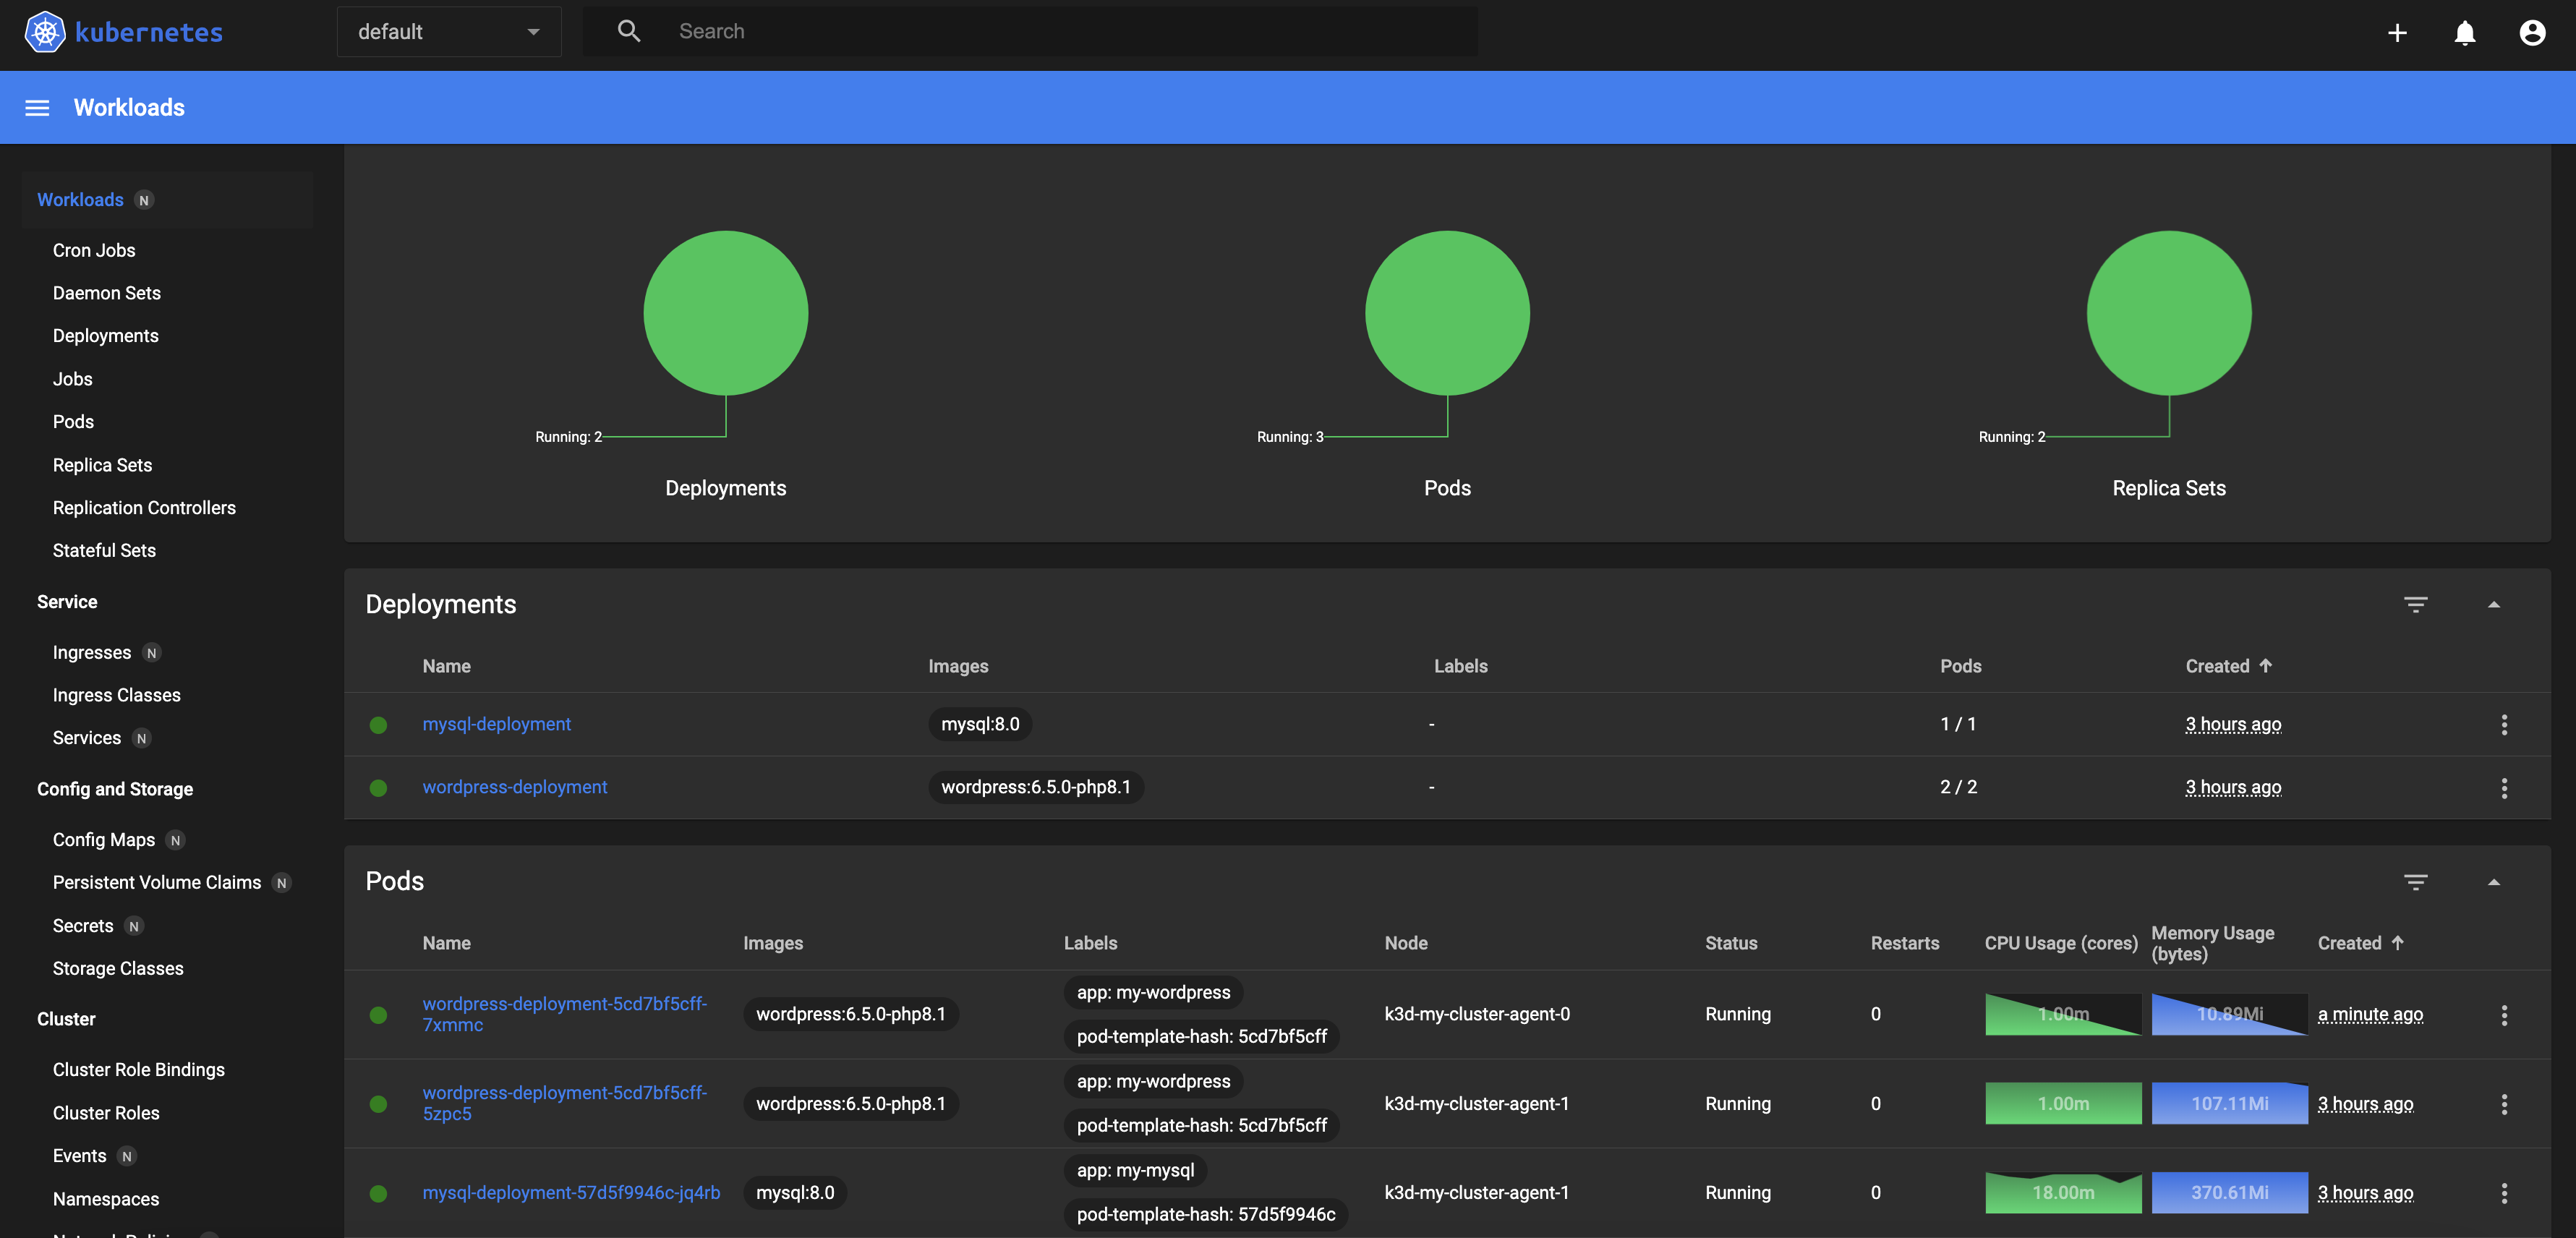 kubernetes
default
Search
Workloads
Workloads N
Cron Jobs
Daemon Sets
Deployments
Jobs
Pods
Replica Sets
Replication Controllers
Stateful Sets
Service
Ingresses N
Ingress Classes
Services N
Config and Storage
Config Maps N
Persistent Volume Claims N
Secrets N
Storage Classes
Cluster
Cluster Role Bindings
Cluster Roles
Events N
Namespaces
Running: 2
Deployments
Running: 3
Pods
Running: 2
Replica Sets
Deployments
Name Images Labels Pods Created
mysql-deployment mysql:8.0 - 1 / 1 3 hours ago
wordpress-deployment wordpress:6.5.0-php8.1 - 2 / 2 3 hours ago
Pods
Name Images Labels Node Status Restarts CPU Usage (cores) Memory Usage (bytes) Created
wordpress-deployment-5cd7bf5cff-
7xmmc
wordpress:6.5.0-php8.1
app: my-wordpress
pod-template-hash: 5cd7bf5cff
k3d-my-cluster-agent-0 Running 0 1.00m 10.89Mi a minute ago
wordpress-deployment-5cd7bf5cff-
5zpc5
wordpress:6.5.0-php8.1
app: my-wordpress
pod-template-hash: 5cd7bf5cff
k3d-my-cluster-agent-1 Running 0 1.00m 107.11Mi 3 hours ago
mysql-deployment-57d5f9946c-jq4rb
mysql:8.0
app: my-mysql
pod-template-hash: 57d5f9946c
k3d-my-cluster-agent-1 Running 0 18.00m 370.61Mi 3 hours ago